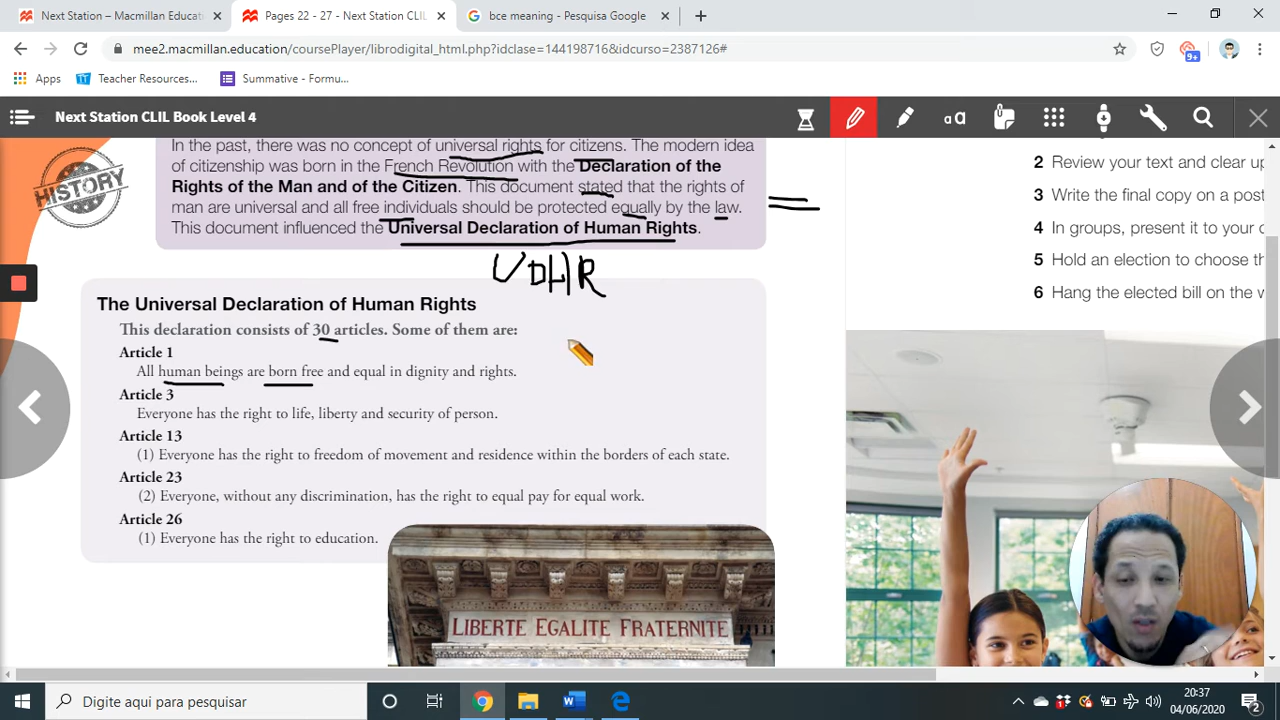 Next Station – Macmillan Educati
Pages 22 - 27 - Next Station CLIL
bce meaning - Pesquisa Google
mee2.macmillan.education/coursePlayer/librodigital_html.php?idclase=144198716&idcurso=2387126#
9+
Apps
Teacher Resources...
Summative - Formu...
Next Station CLIL Book Level 4
aa
HISTORY
In the past, there was no concept of universal rights for citizens. The modern idea
of citizenship was born in the French Revolution with the Declaration of the
Rights of the Man and of the Citizen. This document stated that the rights of
man are universal and all free individuals should be protected equally by the law.
This document influenced the Universal Declaration of Human Rights.
UDHR
The Universal Declaration of Human Rights
This declaration consists of 30 articles. Some of them are:
Article 1
All human beings are born free and equal in dignity and rights.
Article 3
Everyone has the right to life, liberty and security of person.
Article 13
(1) Everyone has the right to freedom of movement and residence within the borders of each state.
Article 23
(2) Everyone, without any discrimination, has the right to equal pay for equal work.
Article 26
(1) Everyone has the right to education.
LIBERTE EGALITE FRATERNITE
2 Review your text and clear up
3 Write the final copy on a post
4 In groups, present it to your c
5 Hold an election to choose th
6 Hang the elected bill on the w
Digite aqui para pesquisar
20:37
04/06/2020
2